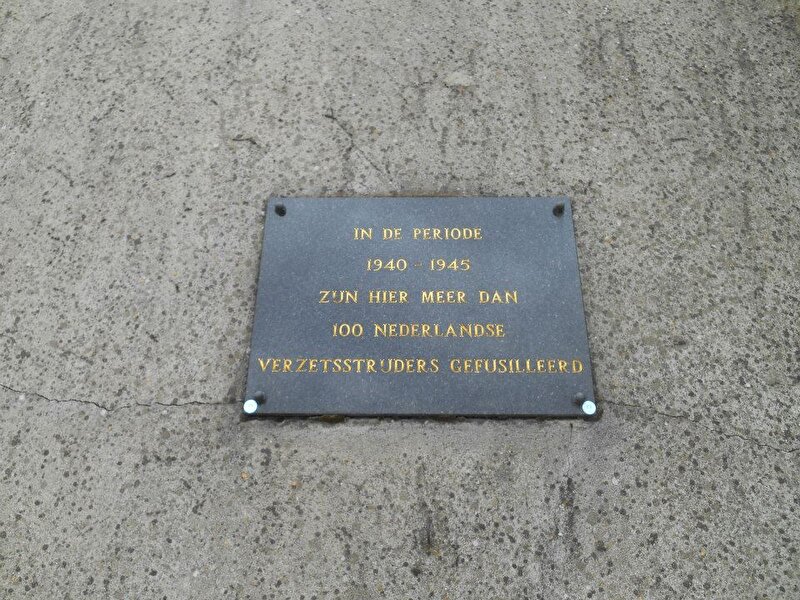 IN DE PERIODE
1940 - 1945
ZIJN HIER MEER DAN
100 NEDERLANDSE
VERZETSSTRIJDERS GEFUSILLEERD